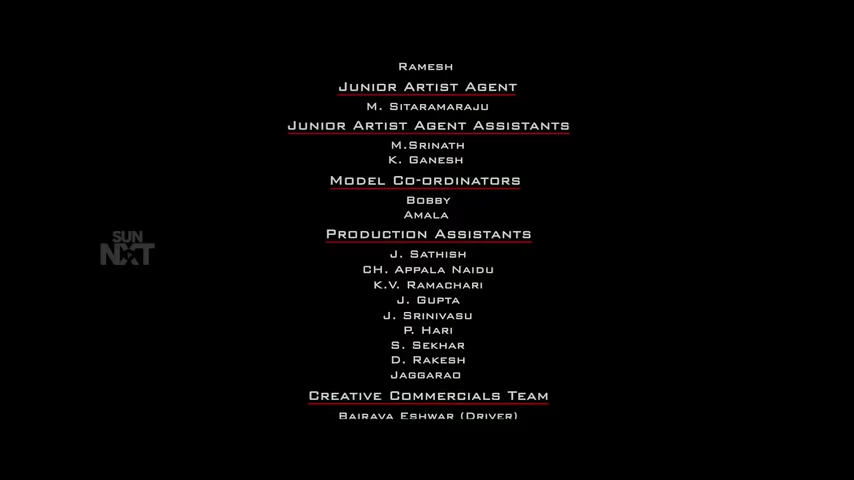 Ramesh
Junior Artist Agent
M. Sitaramaraju
Junior Artist Agent Assistants
M.Srinath
K. Ganesh
Model Co-ordinators
Bobby
Amala
Production Assistants
SUN
NXT
J. Sathish
CH. Appala Naidu
K.V. Ramachari
J. Gupta
J. Srinivasu
P. Hari
S. Sekhar
D. Rakesh
Jaggarao
Creative Commercials Team
Bairava Eshwar (Driver)